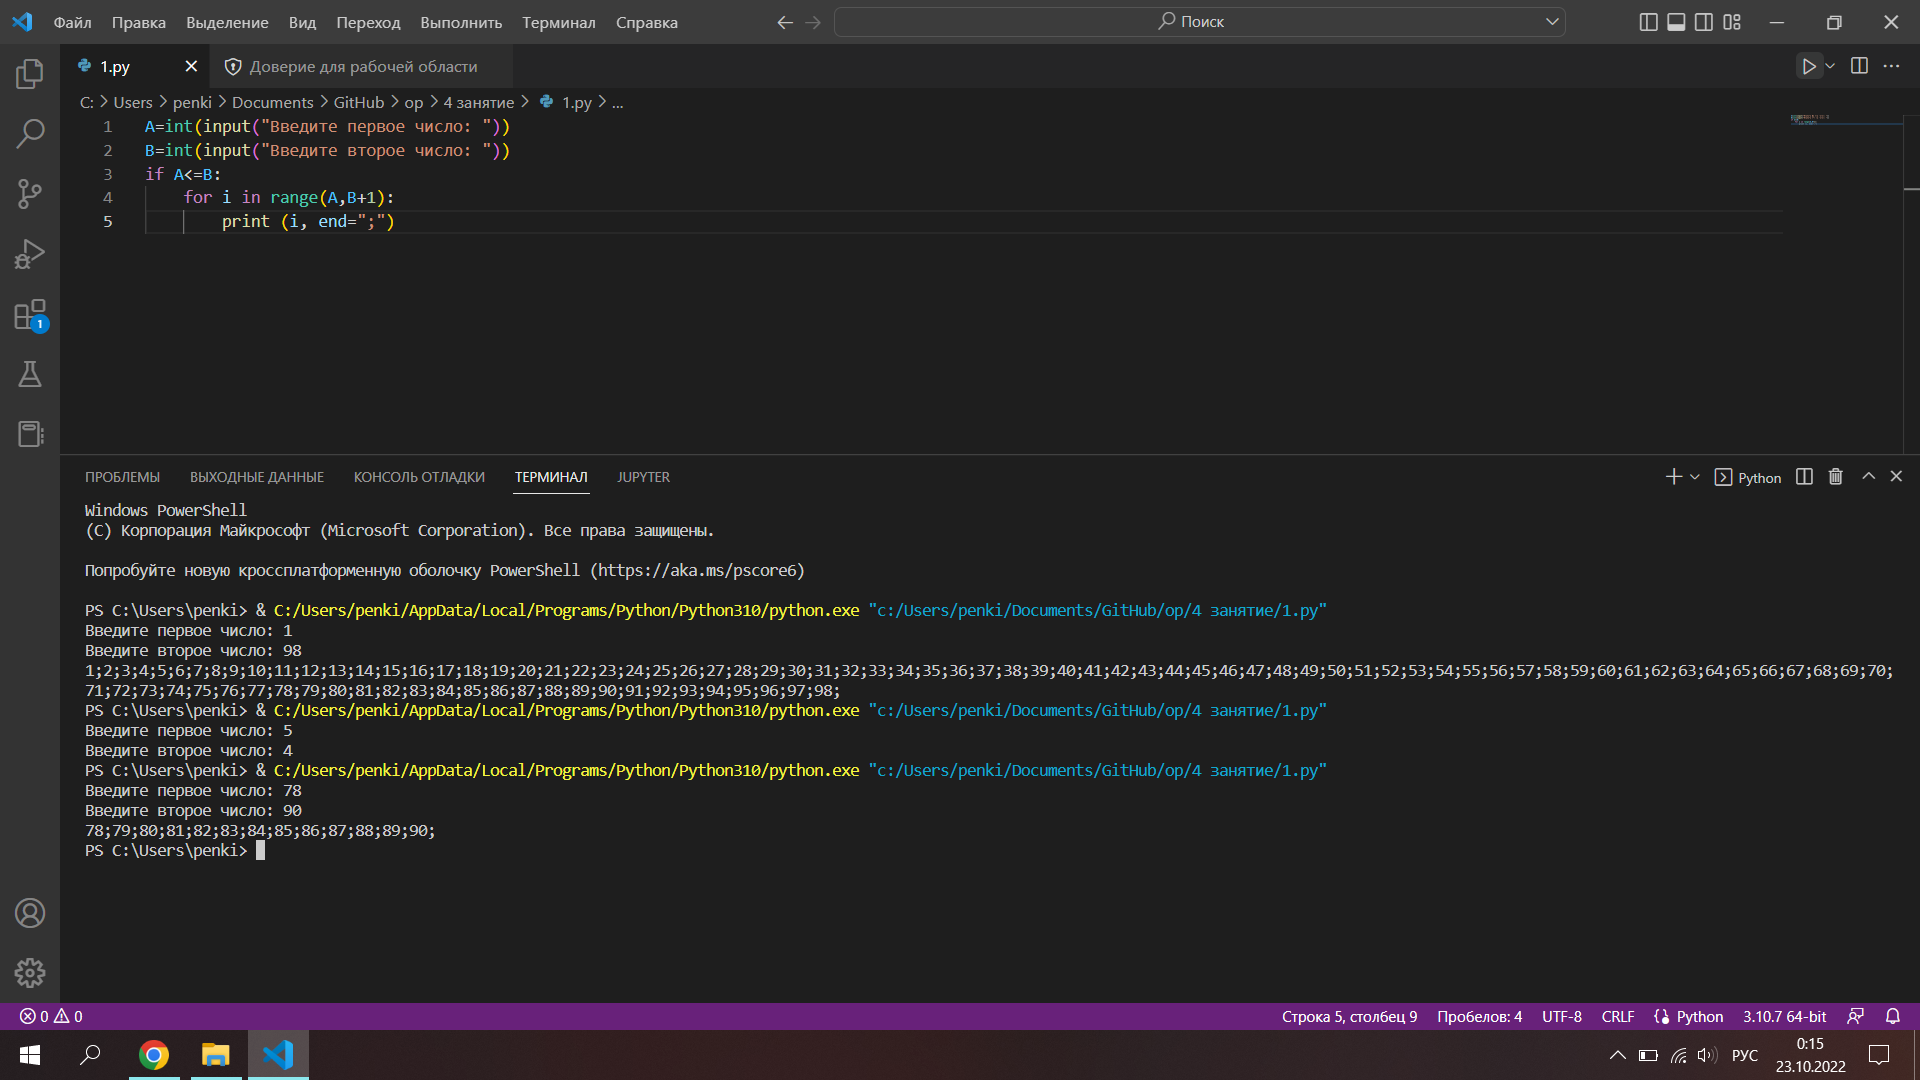 Файл Правка Выделение Вид Переход Выполнить Терминал Справка Поиск
1.py Доверие для рабочей области
C: > Users > penki > Documents > GitHub > op > 4 занятие > 1.py > ...
1 A=int(input("Введите первое число: "))
2 B=int(input("Введите второе число: "))
3 if A<=B:
4 for i in range(A,B+1):
5 print (i, end=";")
1
ПРОБЛЕМЫ ВЫХОДНЫЕ ДАННЫЕ КОНСОЛЬ ОТЛАДКИ ТЕРМИНАЛ JUPYTER Python
Windows PowerShell
(C) Корпорация Майкрософт (Microsoft Corporation). Все права защищены.
Попробуйте новую кроссплатформенную оболочку PowerShell (https://aka.ms/pscore6)
PS C:\Users\penki> & C:/Users/penki/AppData/Local/Programs/Python/Python310/python.exe "c:/Users/penki/Documents/GitHub/op/4 занятие/1.py"
Введите первое число: 1
Введите второе число: 98
1;2;3;4;5;6;7;8;9;10;11;12;13;14;15;16;17;18;19;20;21;22;23;24;25;26;27;28;29;30;31;32;33;34;35;36;37;38;39;40;41;42;43;44;45;46;47;48;49;50;51;52;53;54;55;56;57;58;59;60;61;62;63;64;65;66;67;68;69;70;
71;72;73;74;75;76;77;78;79;80;81;82;83;84;85;86;87;88;89;90;91;92;93;94;95;96;97;98;
PS C:\Users\penki> & C:/Users/penki/AppData/Local/Programs/Python/Python310/python.exe "c:/Users/penki/Documents/GitHub/op/4 занятие/1.py"
Введите первое число: 5
Введите второе число: 4
PS C:\Users\penki> & C:/Users/penki/AppData/Local/Programs/Python/Python310/python.exe "c:/Users/penki/Documents/GitHub/op/4 занятие/1.py"
Введите первое число: 78
Введите второе число: 90
78;79;80;81;82;83;84;85;86;87;88;89;90;
PS C:\Users\penki>
0 0 Строка 5, столбец 9 Пробелов: 4 UTF-8 CRLF Python 3.10.7 64-bit
РУС 0:15
23.10.2022